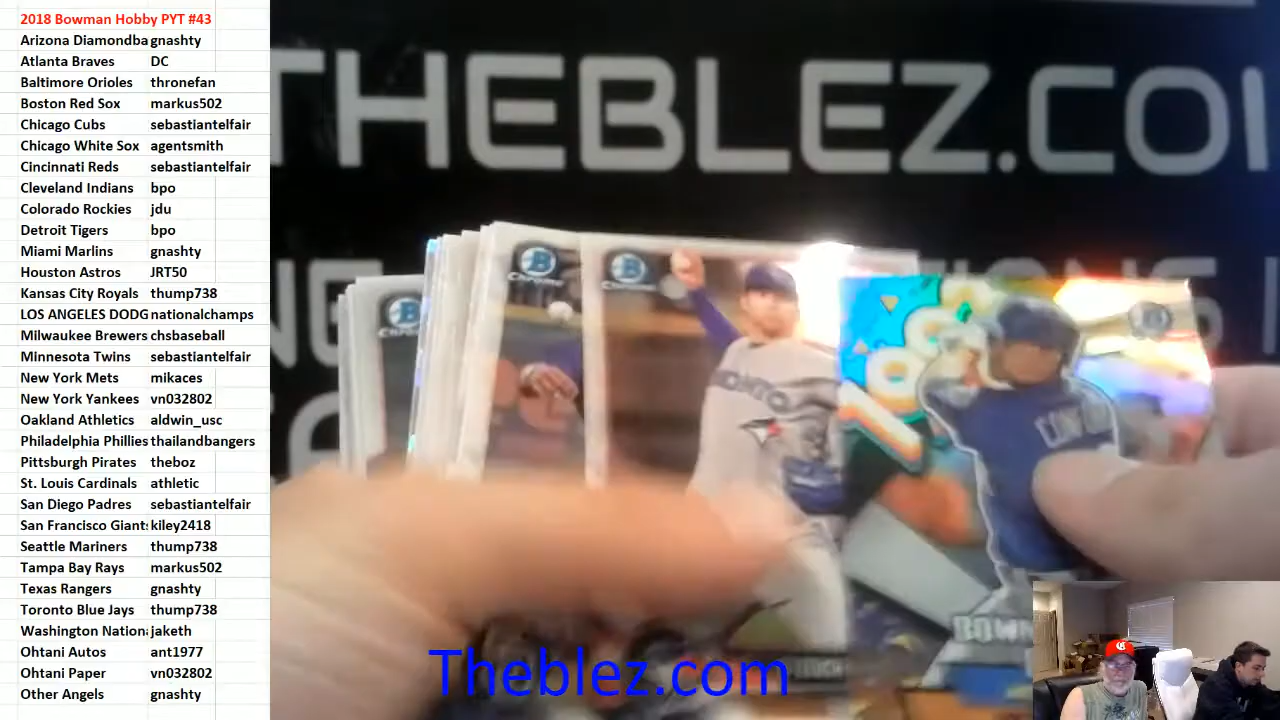 2018 Bowman Hobby PYT #43
Arizona Diamondba gnashty
Atlanta Braves DC
Baltimore Orioles thronefan
Boston Red Sox markus502
Chicago Cubs sebastiantelfair
Chicago White Sox agentsmith
Cincinnati Reds sebastiantelfair
Cleveland Indians bpo
Colorado Rockies jdu
Detroit Tigers bpo
Miami Marlins gnashty
Houston Astros JRT50
Kansas City Royals thump738
LOS ANGELES DODG nationalchamps
Milwaukee Brewers chsbaseball
Minnesota Twins sebastiantelfair
New York Mets mikaces
New York Yankees vn032802
Oakland Athletics aldwin_usc
Philadelphia Phillies thailandbangers
Pittsburgh Pirates theboz
St. Louis Cardinals athletic
San Diego Padres sebastiantelfair
San Francisco Giants kiley2418
Seattle Mariners thump738
Tampa Bay Rays markus502
Texas Rangers gnashty
Toronto Blue Jays thump738
Washington Nationa jaketh
Ohtani Autos ant1977
Ohtani Paper vn032802
Other Angels gnashty
THEBLEZ.CO
B
Chrome
B
Chrome
B
BOWM
Theblez.com